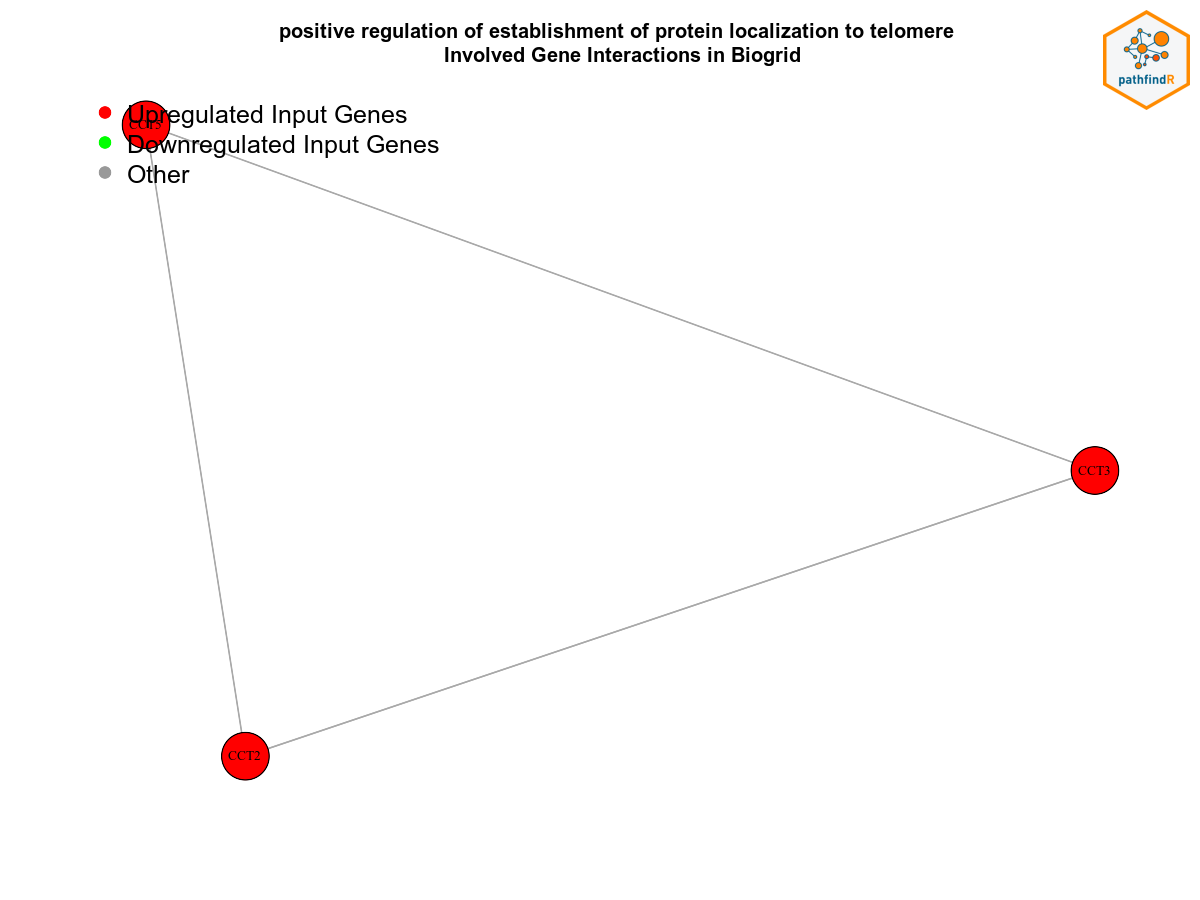 positive regulation of establishment of protein localization to telomere
Involved Gene Interactions in Biogrid
pathfindR
Upregulated Input Genes
CCT5
Downregulated Input Genes
Other
CCT3
CCT2